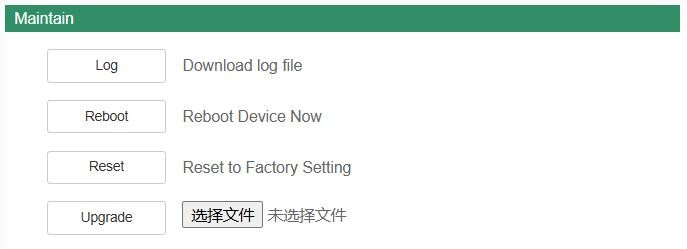 Maintain
Log Download log file
Reboot Reboot Device Now
Reset Reset to Factory Setting
Upgrade 选择文件 未选择文件